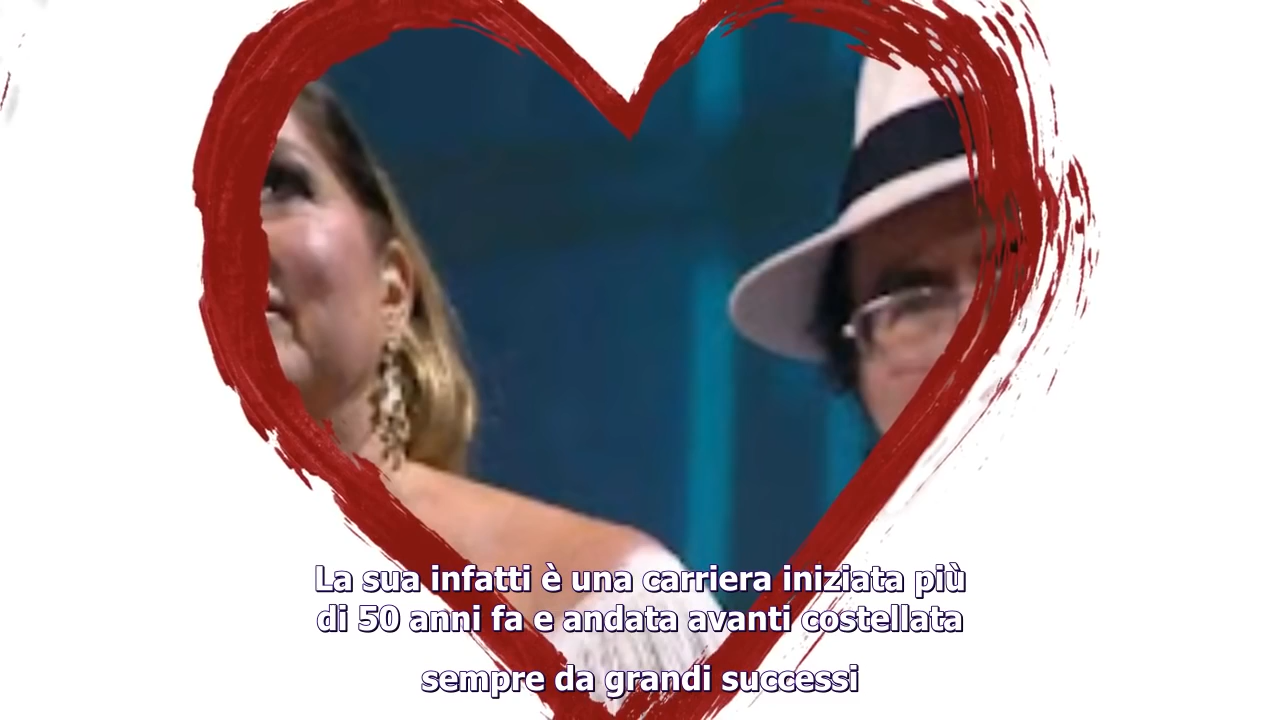 La sua infatti è una carriera iniziata più
di 50 anni fa e andata avanti costellata
sempre da grandi successi